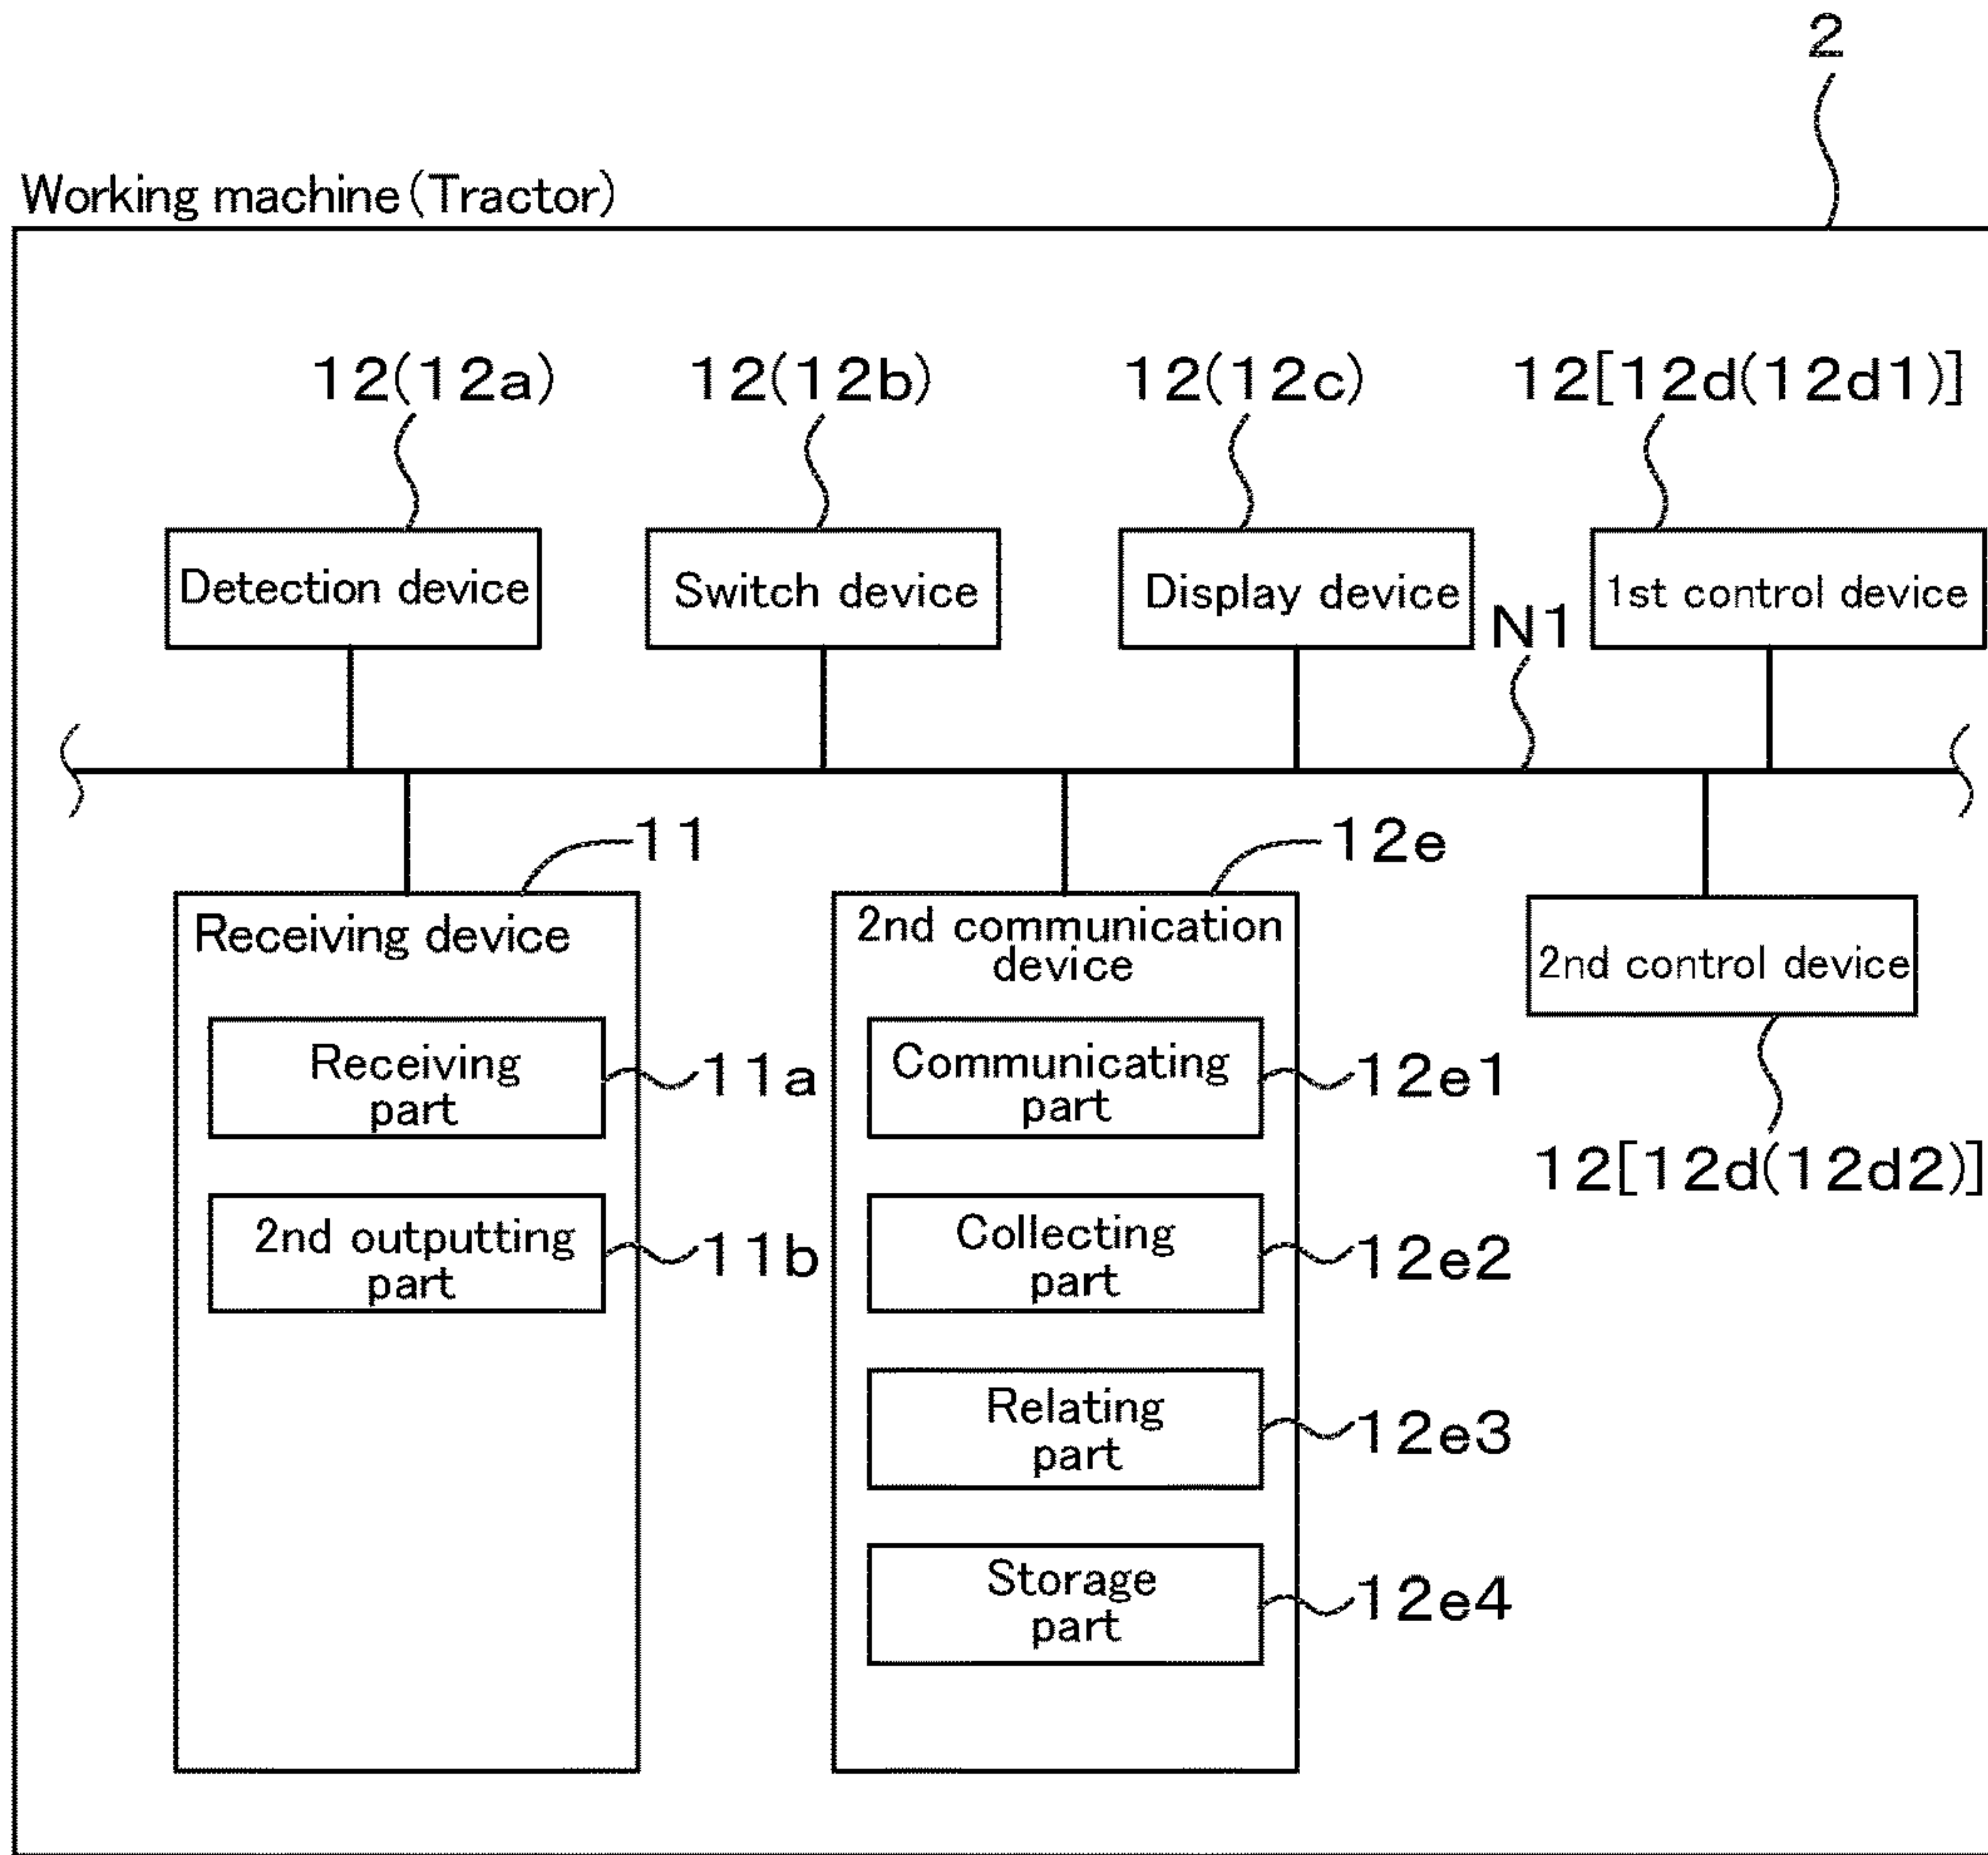 2
Working machine(Tractor)
12(12a)
12(12b)
12(12c)
12[12d(12d1)]
Detection device
Switch device
Display device
1st control device
N1
11
12e
Receiving device
2nd communication
device
2nd control device
Receiving
part
11a
Communicating
part
12e1
12[12d(12d2)]
2nd outputting
part
11b
Collecting
part
12e2
Relating
part
12e3
Storage
part
12e4